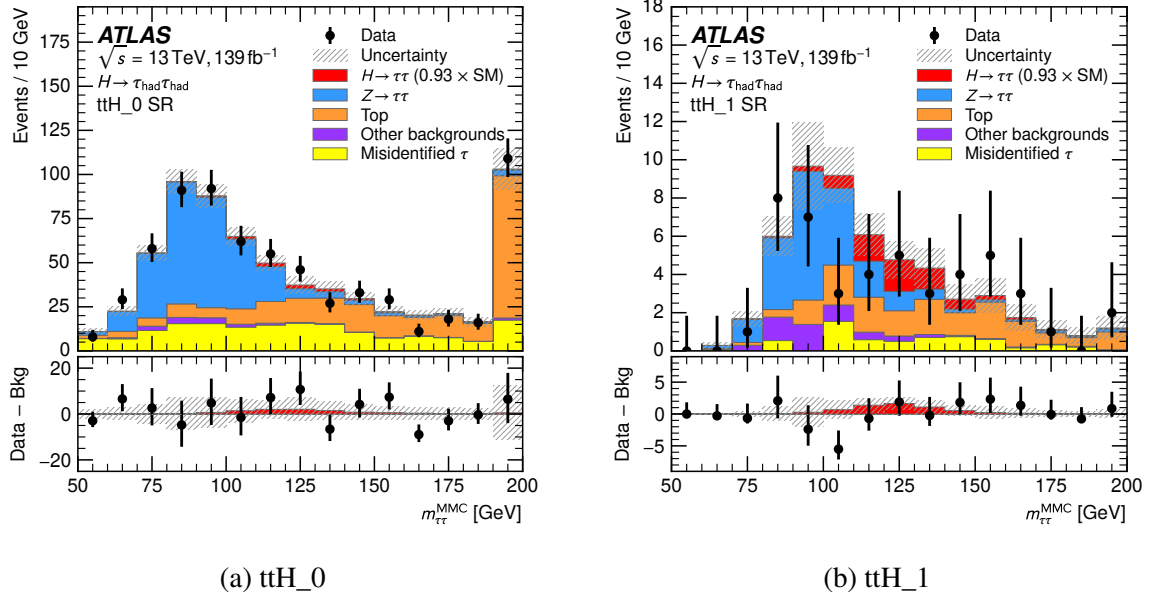 ATLAS
√s = 13 TeV, 139 fb⁻¹
H→τhadτhad
ttH_0 SR
Data
Uncertainty
H→ττ (0.93 × SM)
Z→ττ
Top
Other backgrounds
Misidentified τ
Events / 10 GeV
175
150
125
100
75
50
25
0
Data − Bkg
20
0
−20
50 75 100 125 150 175 200
mττMMC [GeV]
(a) ttH_0
ATLAS
√s = 13 TeV, 139 fb⁻¹
H→τhadτhad
ttH_1 SR
Data
Uncertainty
H→ττ (0.93 × SM)
Z→ττ
Top
Other backgrounds
Misidentified τ
Events / 10 GeV
18
16
14
12
10
8
6
4
2
0
Data − Bkg
5
0
−5
50 75 100 125 150 175 200
mττMMC [GeV]
(b) ttH_1